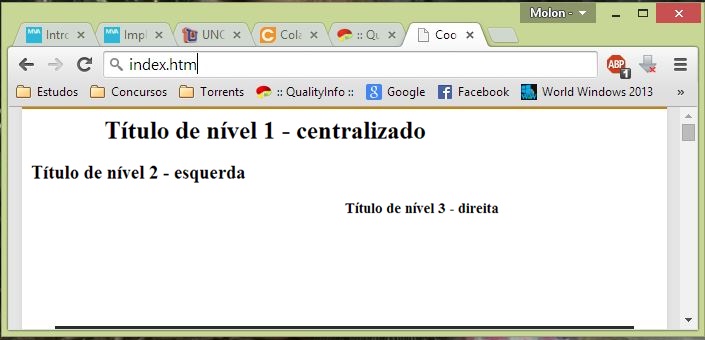 Molon -
Intro Impl UNO Cola :: Qu Coo
index.htm
ABP 1
Estudos Concursos Torrents :: QualityInfo :: Google Facebook World Windows 2013 »
Título de nível 1 - centralizado
Título de nível 2 - esquerda
Título de nível 3 - direita